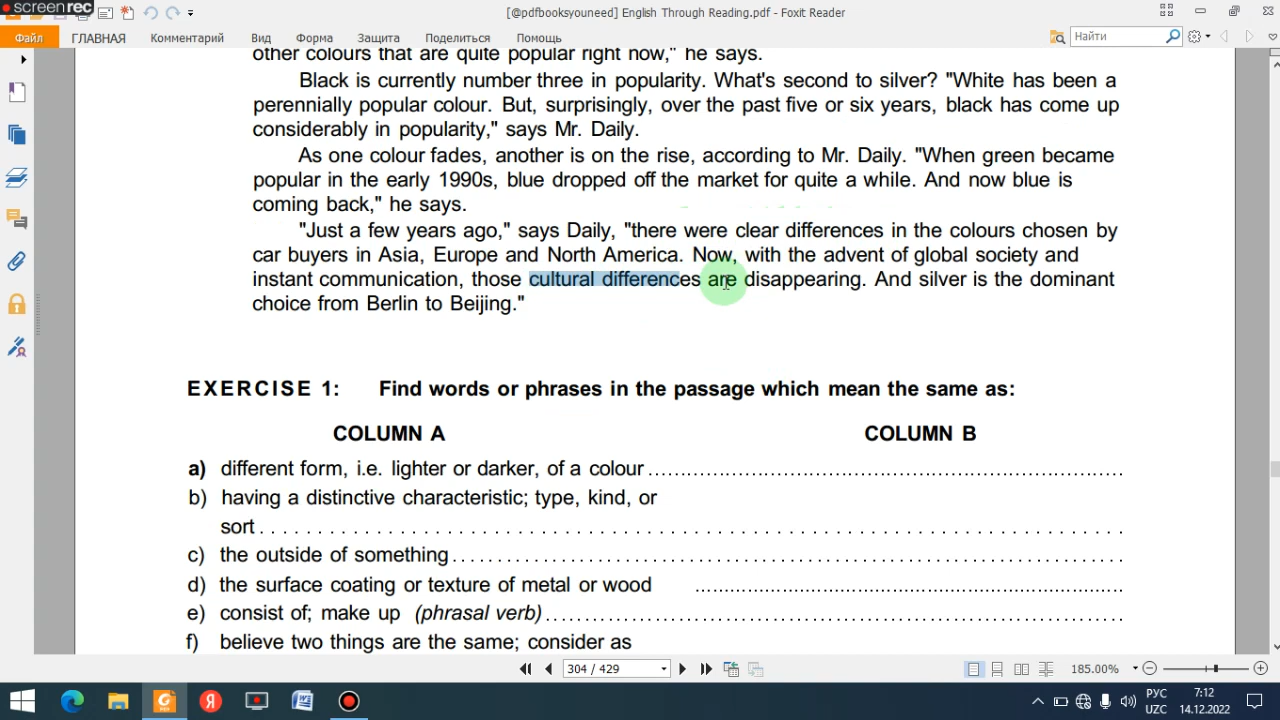 screenrec
[@pdfbooksyouneed] English Through Reading.pdf - Foxit Reader
Файл ГЛАВНАЯ Комментарий Вид Форма Защита Поделиться Помощь Найти
other colours that are quite popular right now," he says.
Black is currently number three in popularity. What's second to silver? "White has been a
perennially popular colour. But, surprisingly, over the past five or six years, black has come up
considerably in popularity," says Mr. Daily.
As one colour fades, another is on the rise, according to Mr. Daily. "When green became
popular in the early 1990s, blue dropped off the market for quite a while. And now blue is
coming back," he says.
"Just a few years ago," says Daily, "there were clear differences in the colours chosen by
car buyers in Asia, Europe and North America. Now, with the advent of global society and
instant communication, those cultural differences are disappearing. And silver is the dominant
choice from Berlin to Beijing."
EXERCISE 1: Find words or phrases in the passage which mean the same as:
COLUMN A COLUMN B
a) different form, i.e. lighter or darker, of a colour
b) having a distinctive characteristic; type, kind, or
sort
c) the outside of something
d) the surface coating or texture of metal or wood
e) consist of; make up (phrasal verb)
f) believe two things are the same; consider as
304 / 429 185.00%
РУС 7:12
UZC 14.12.2022